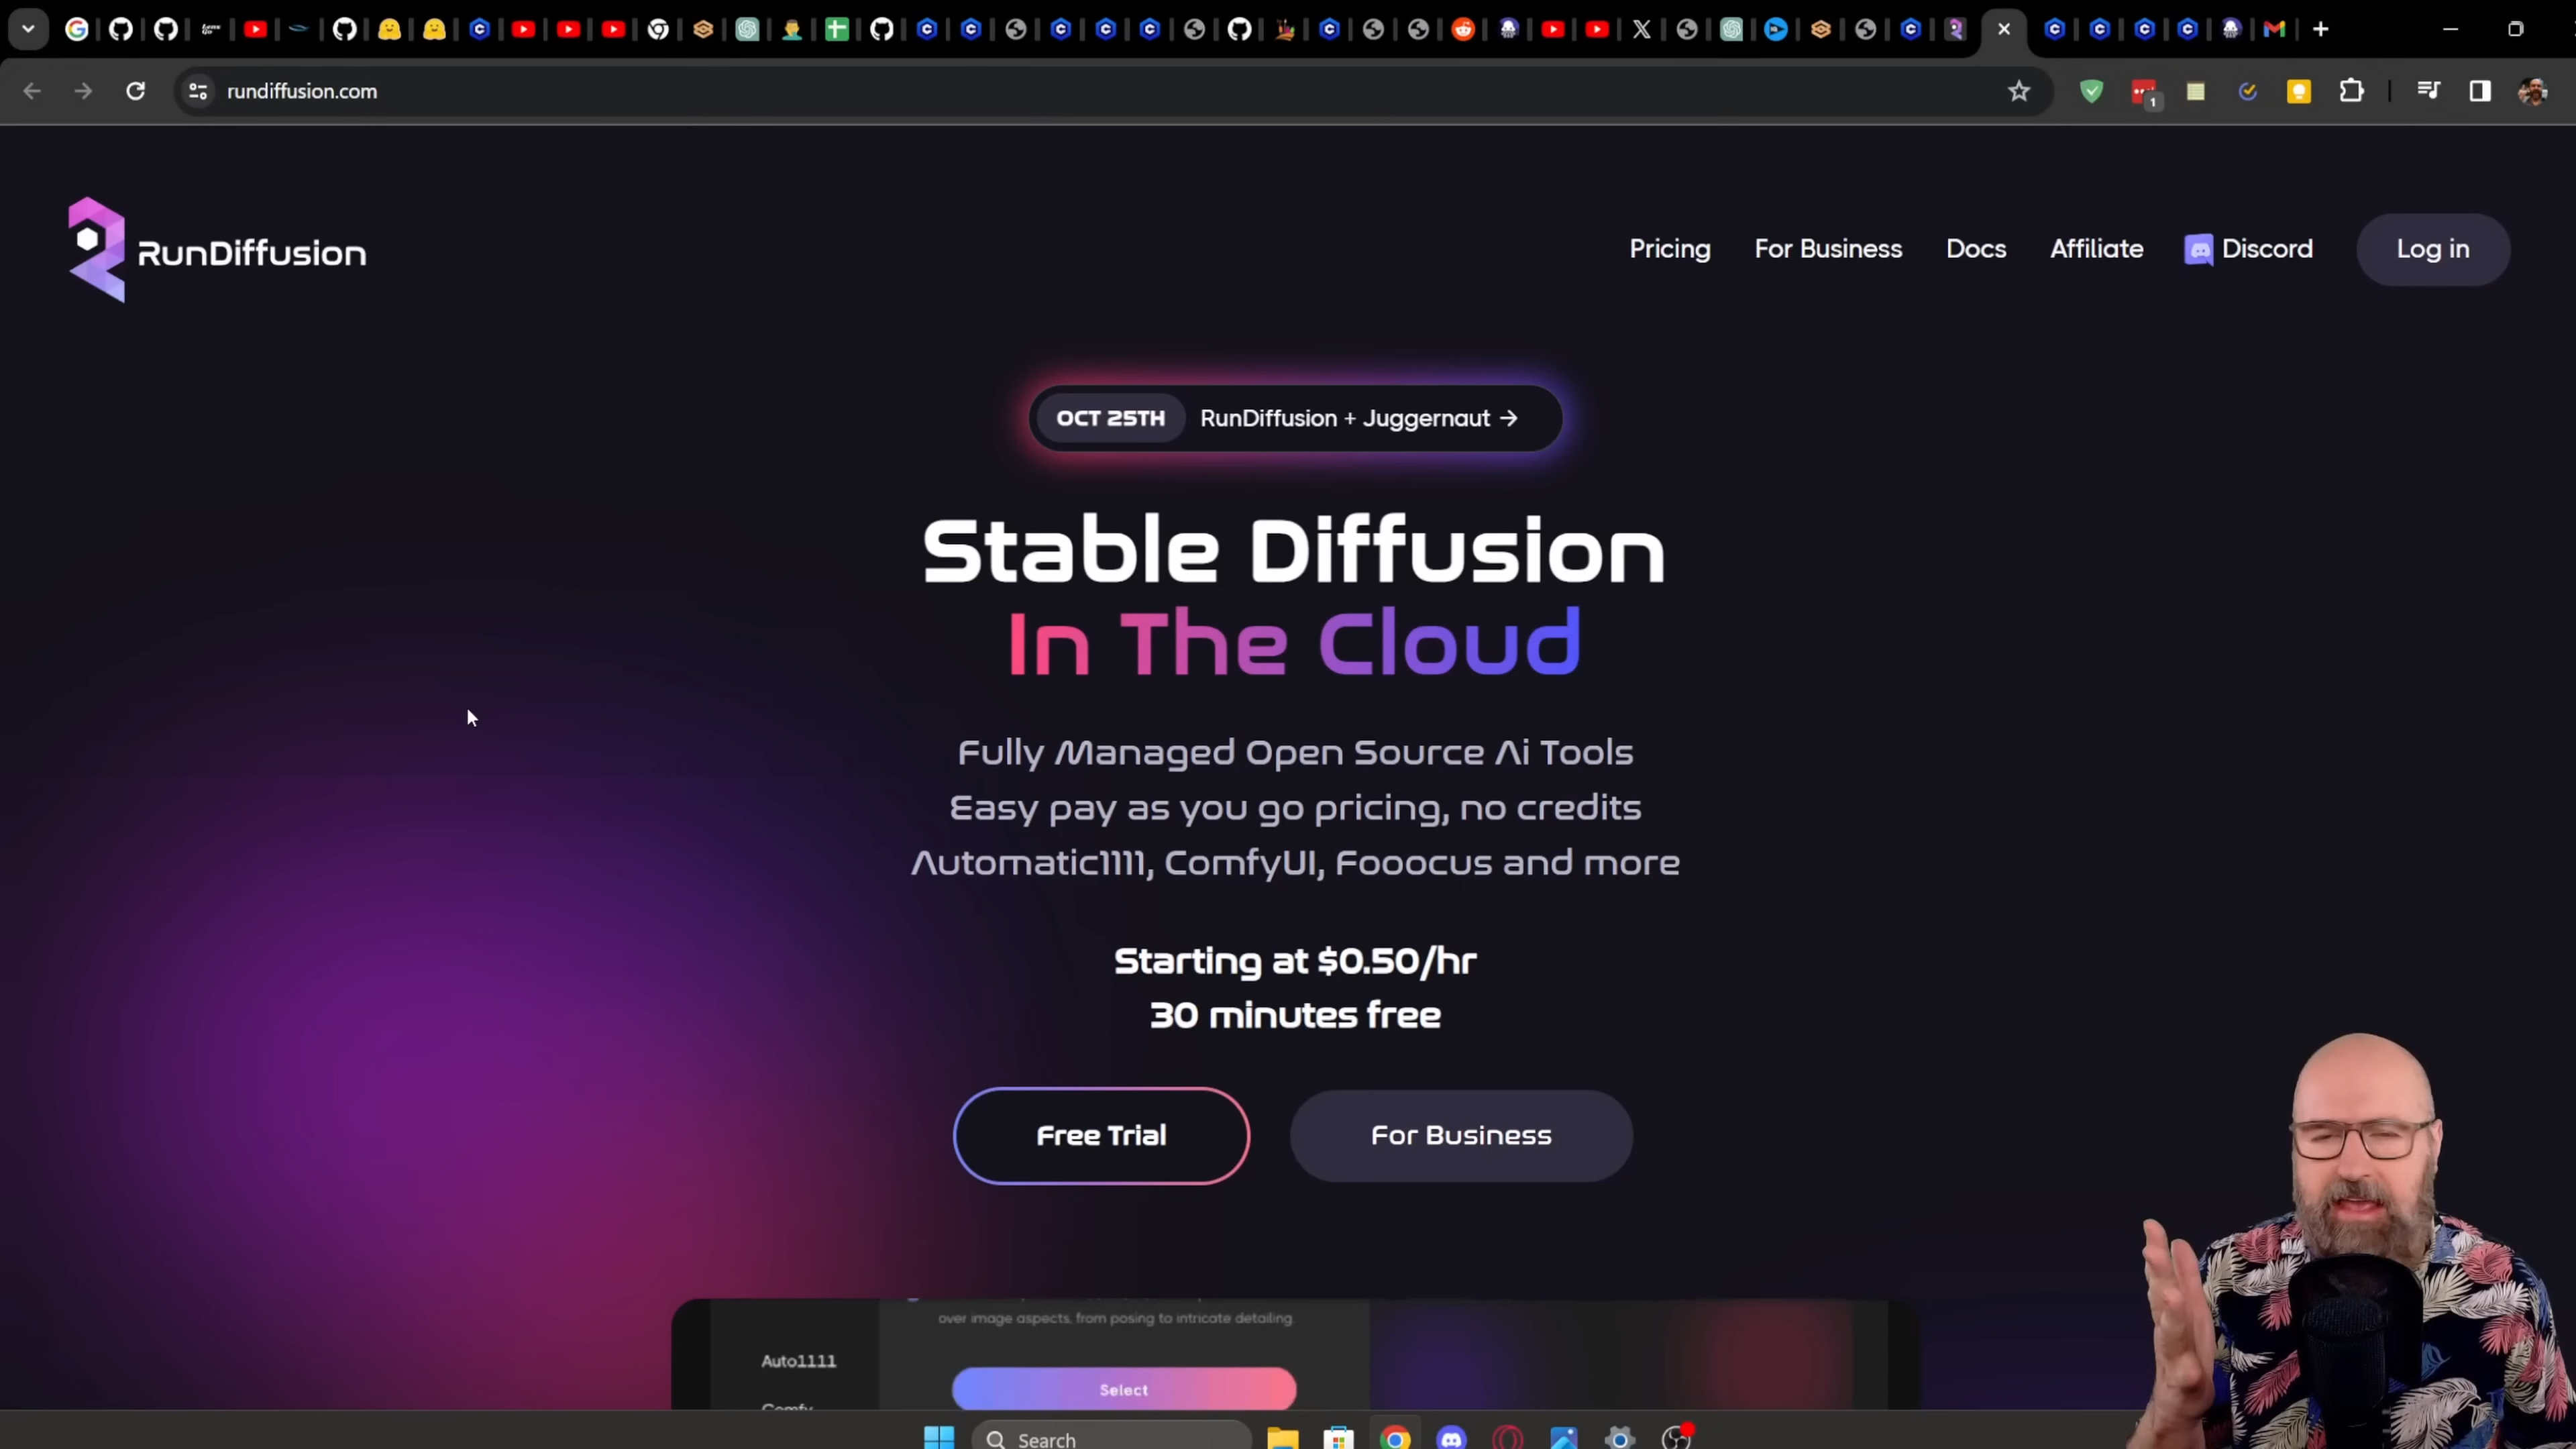 rundiffusion.com
1
RunDiffusion
Pricing For Business Docs Affiliate Discord Log in
OCT 25TH RunDiffusion + Juggernaut →
Stable Diffusion
In The Cloud
Fully Managed Open Source Ai Tools
Easy pay as you go pricing, no credits
Automatic1111, ComfyUI, Fooocus and more
Starting at $0.50/hr
30 minutes free
Free Trial For Business
over image aspects, from posing to intricate detailing.
Auto1111
Select
Comfy
Search